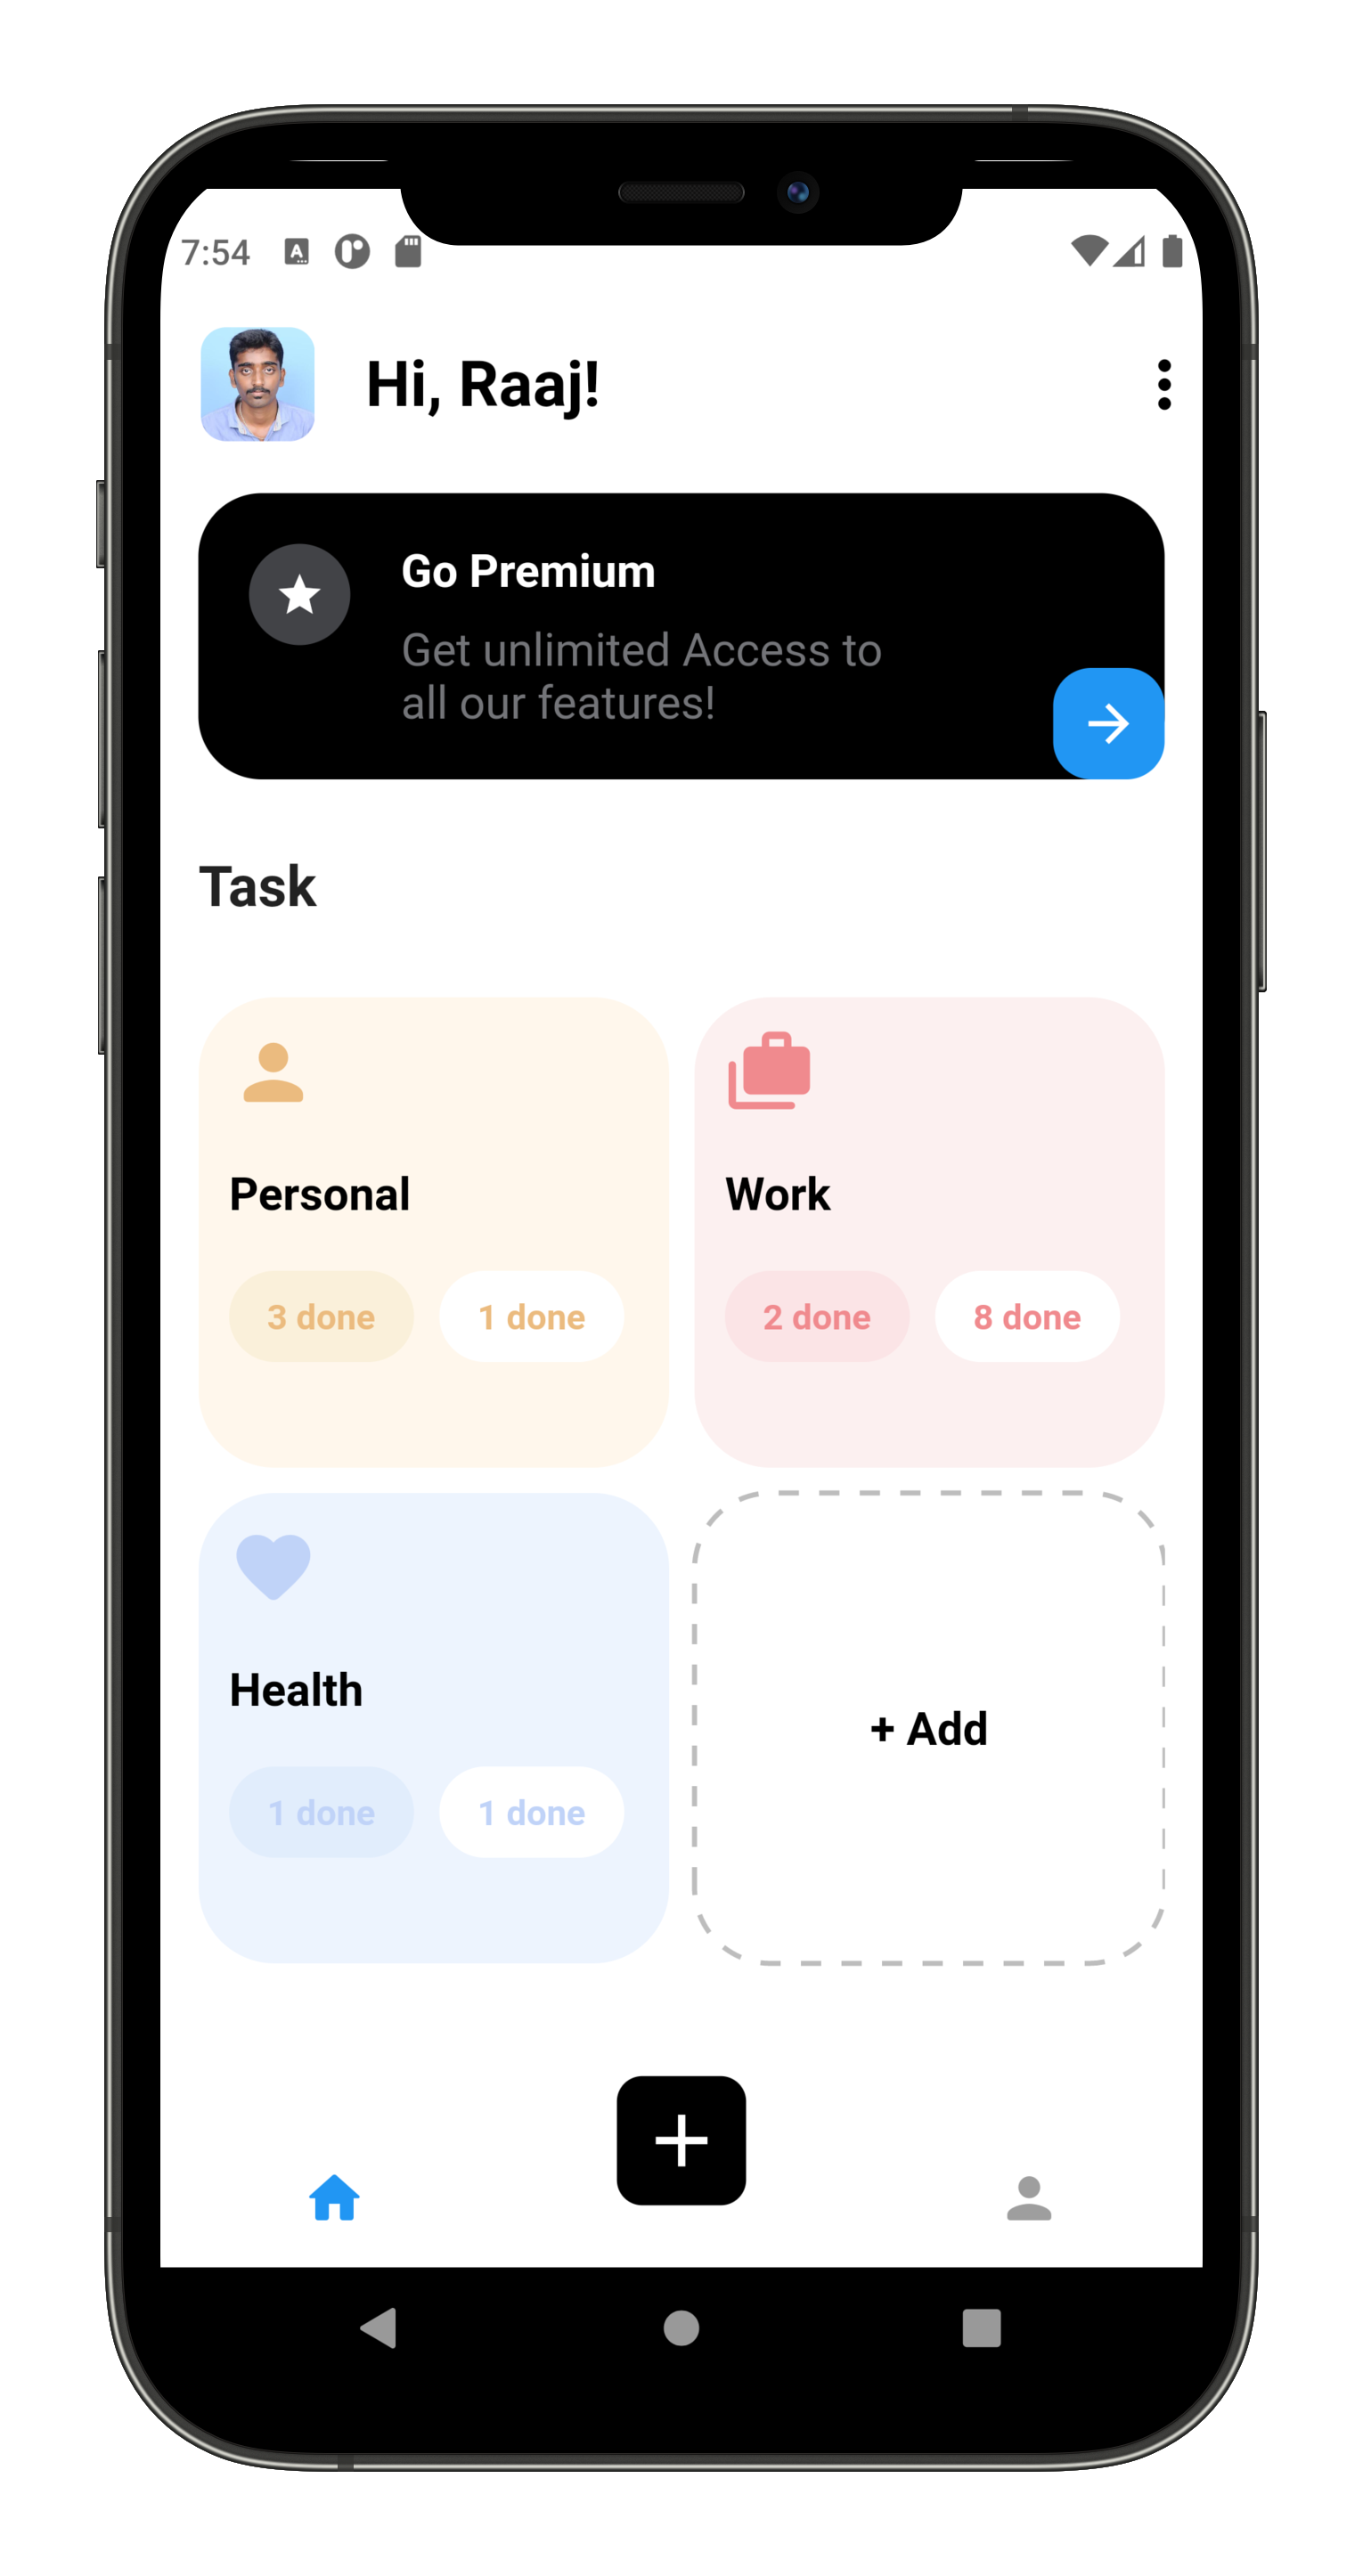 7:54
Hi, Raaj!
Go Premium
Get unlimited Access to
all our features!
Task
Personal
3 done
1 done
Work
2 done
8 done
Health
1 done
1 done
+ Add